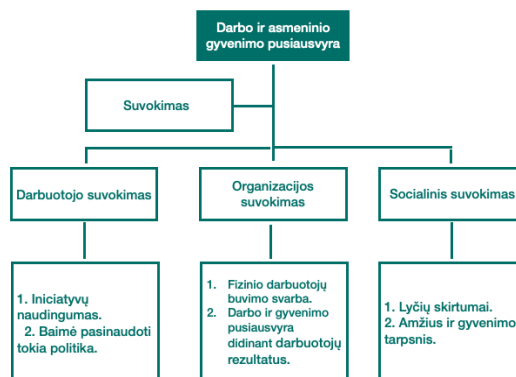 Darbo ir asmeninio
gyvenimo pusiausvyra
Suvokimas
Darbuotojo suvokimas
Organizacijos
suvokimas
Socialinis suvokimas
1. Iniciatyvų
naudingumas.
2. Baimė pasinaudoti
tokia politika.
1. Fizinio darbuotojų
buvimo svarba.
2. Darbo ir gyvenimo
pusiausvyra
didinant darbuotojų
rezultatus.
1. Lyčių skirtumai.
2. Amžius ir gyvenimo
tarpsnis.